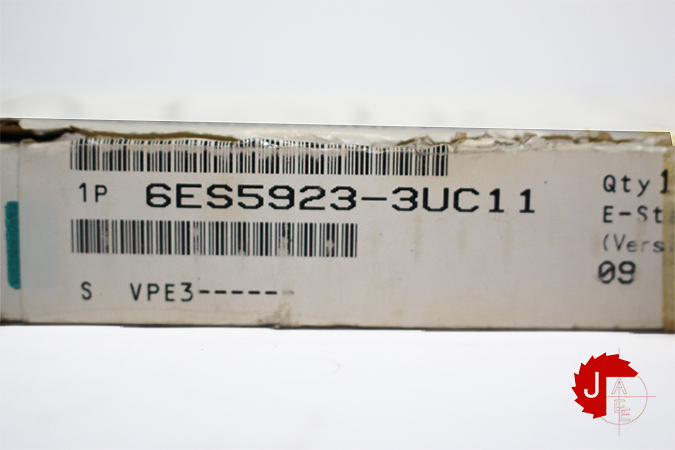 1P 6ES5923-3UC11
Qty 1
E-St
(Vers
09
S VPE3-----
J